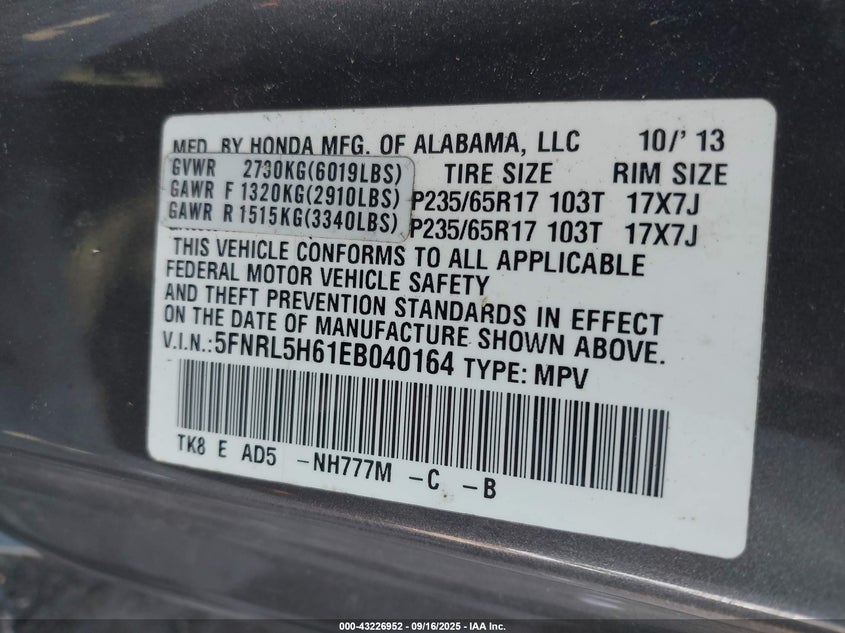 MFD. BY HONDA MFG. OF ALABAMA, LLC 10/'13
GVWR 2730KG(6019LBS) TIRE SIZE RIM SIZE
GAWR F 1320KG(2910LBS) P235/65R17 103T 17X7J
GAWR R 1515KG(3340LBS) P235/65R17 103T 17X7J
THIS VEHICLE CONFORMS TO ALL APPLICABLE
FEDERAL MOTOR VEHICLE SAFETY
AND THEFT PREVENTION STANDARDS IN EFFECT
ON THE DATE OF MANUFACTURE SHOWN ABOVE.
V.I.N.:5FNRL5H61EB040164 TYPE: MPV
TK8 E AD5 -NH777M -C -B
000-43226952 - 09/16/2025 - IAA Inc.